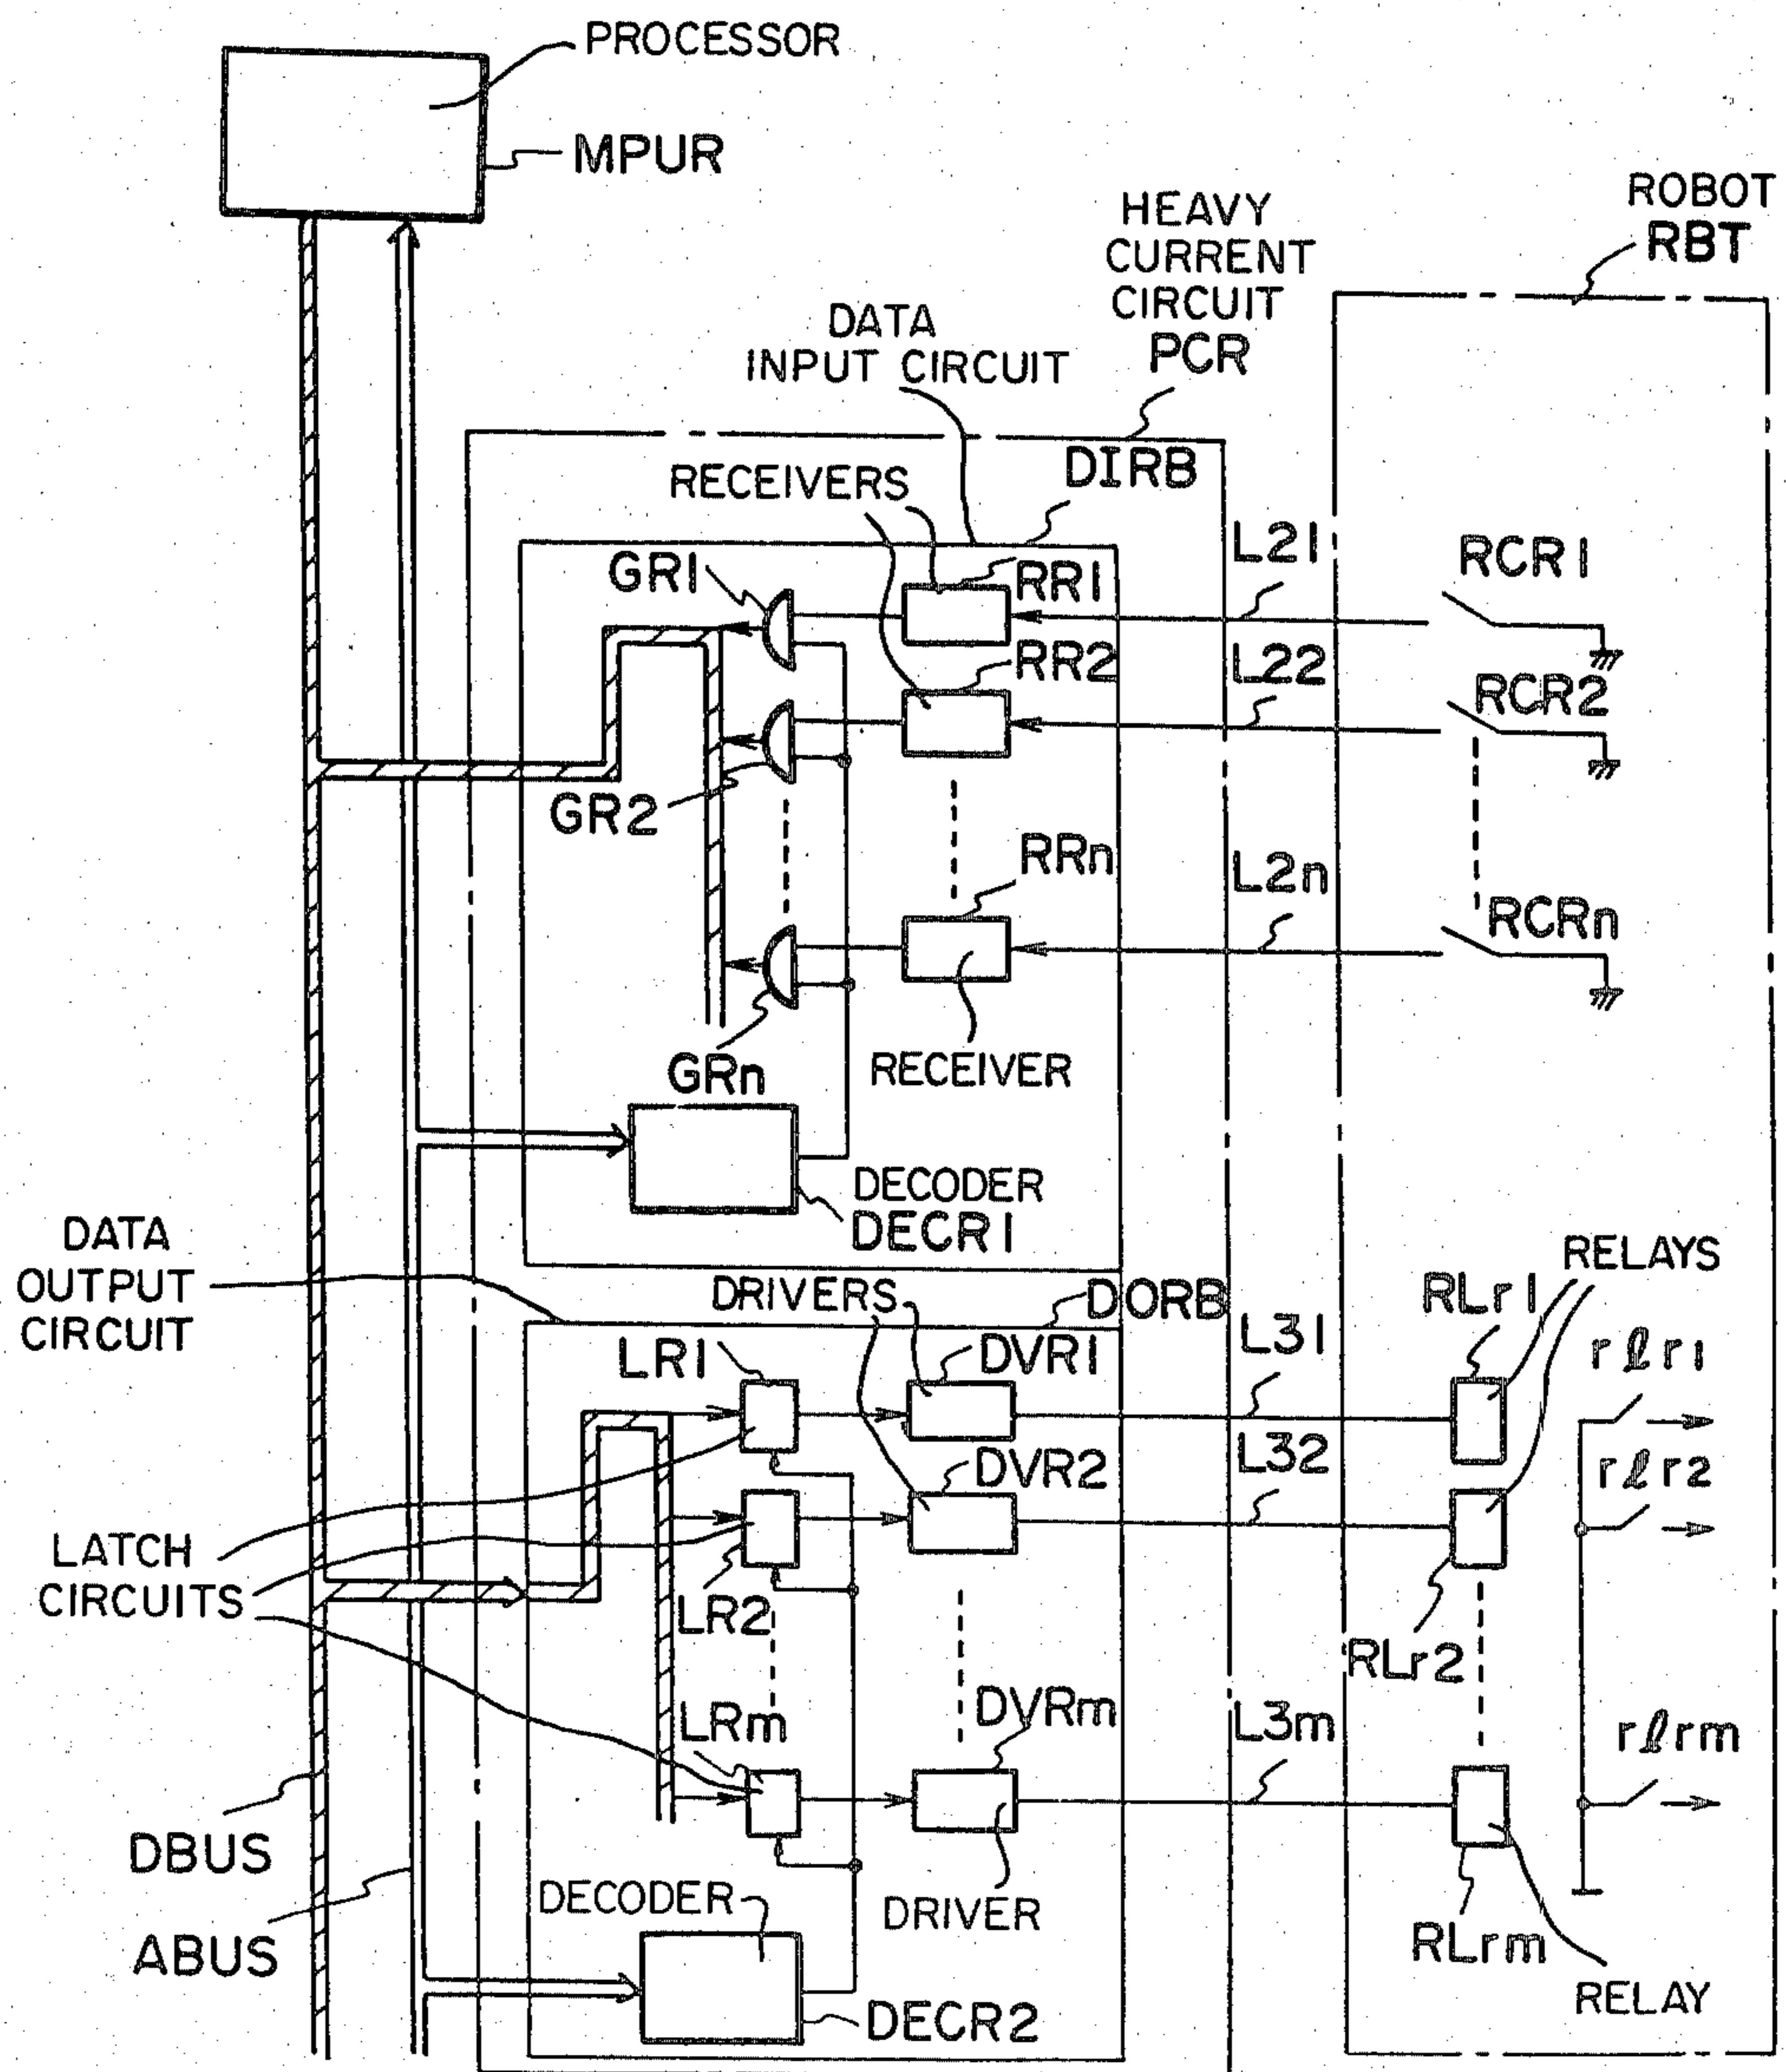 PROCESSOR
MPUR
HEAVY
CURRENT
CIRCUIT
PCR
ROBOT
RBT
DATA
INPUT CIRCUIT
RECEIVERS
DIRB
GR1
RR1
L21
RCR1
RR2
L22
RCR2
GR2
RRn
L2n
RCRn
GRn
RECEIVER
DECODER
DECR1
DATA
OUTPUT
CIRCUIT
DRIVERS
DORB
RELAYS
RLr1
LR1
DVR1
L31
rlr1
DVR2
L32
rlr2
LATCH
CIRCUITS
LR2
RLr2
LRm
DVRm
L3m
rlrm
DBUS
ABUS
DECODER
DRIVER
RLrm
RELAY
DECR2